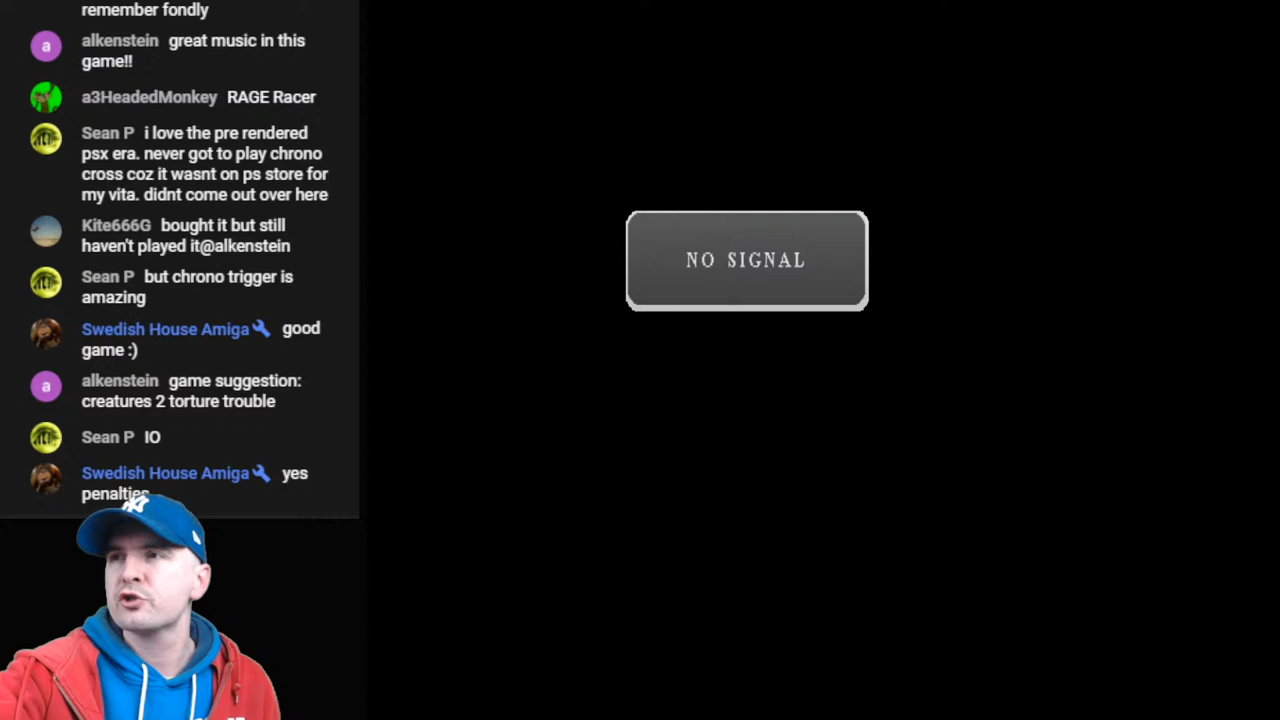 remember fondly
alkenstein great music in this
game!!
a3HeadedMonkey RAGE Racer
Sean P i love the pre rendered
psx era. never got to play chrono
cross coz it wasnt on ps store for
my vita. didnt come out over here
Kite666G bought it but still
haven't played it@alkenstein
Sean P but chrono trigger is
amazing
Swedish House Amiga good
game :)
alkenstein game suggestion:
creatures 2 torture trouble
Sean P IO
Swedish House Amiga yes
penalties
NO SIGNAL